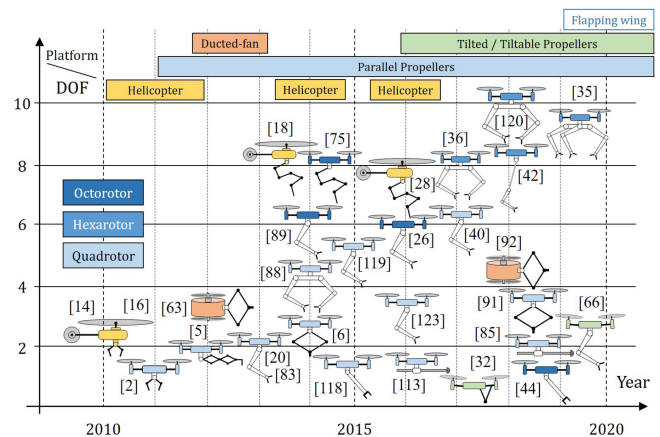 Flapping wing
Ducted-fan
Tilted / Tiltable Propellers
Platform
Parallel Propellers
DOF
Helicopter
Helicopter
Helicopter
10
[35]
[120]
[18]
[75]
[36]
8
[42]
[28]
Octorotor
Hexarotor
Quadrotor
6
[89]
[26]
[40]
[119]
[92]
[88]
4
[14]
[16]
[63]
[91]
[66]
[123]
[5]
[6]
[85]
2
[20]
[32]
[2]
[83]
[118]
[113]
[44]
Year
2010
2015
2020